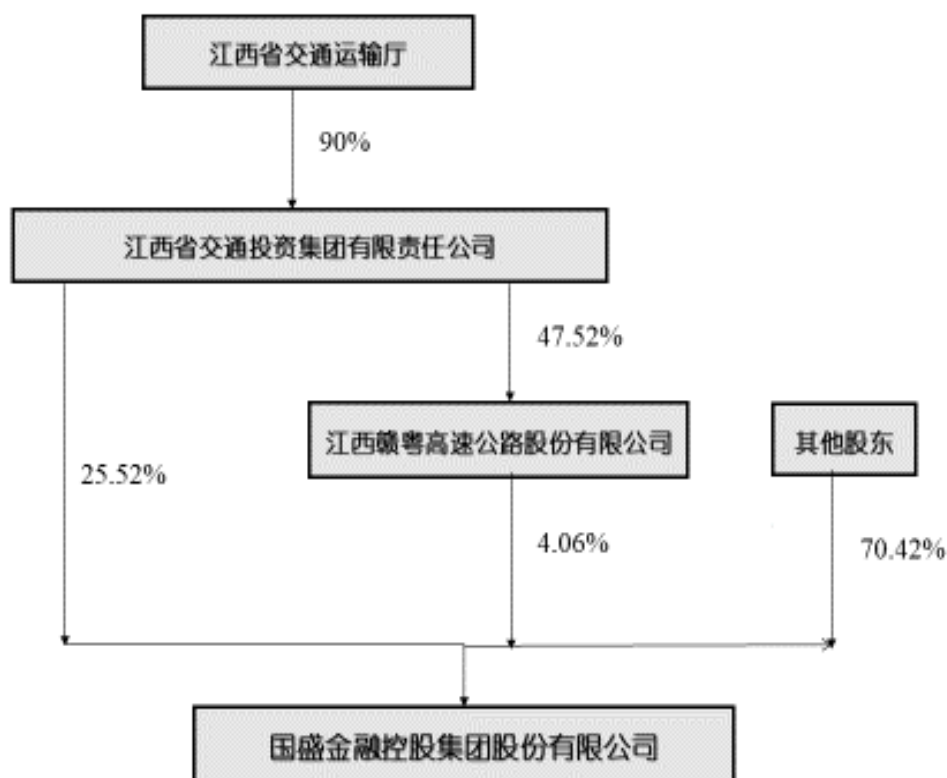 江西省交通运输厅
90%
江西省交通投资集团有限责任公司
47.52%
江西赣粤高速公路股份有限公司
其他股东
25.52%
4.06%
70.42%
国盛金融控股集团股份有限公司